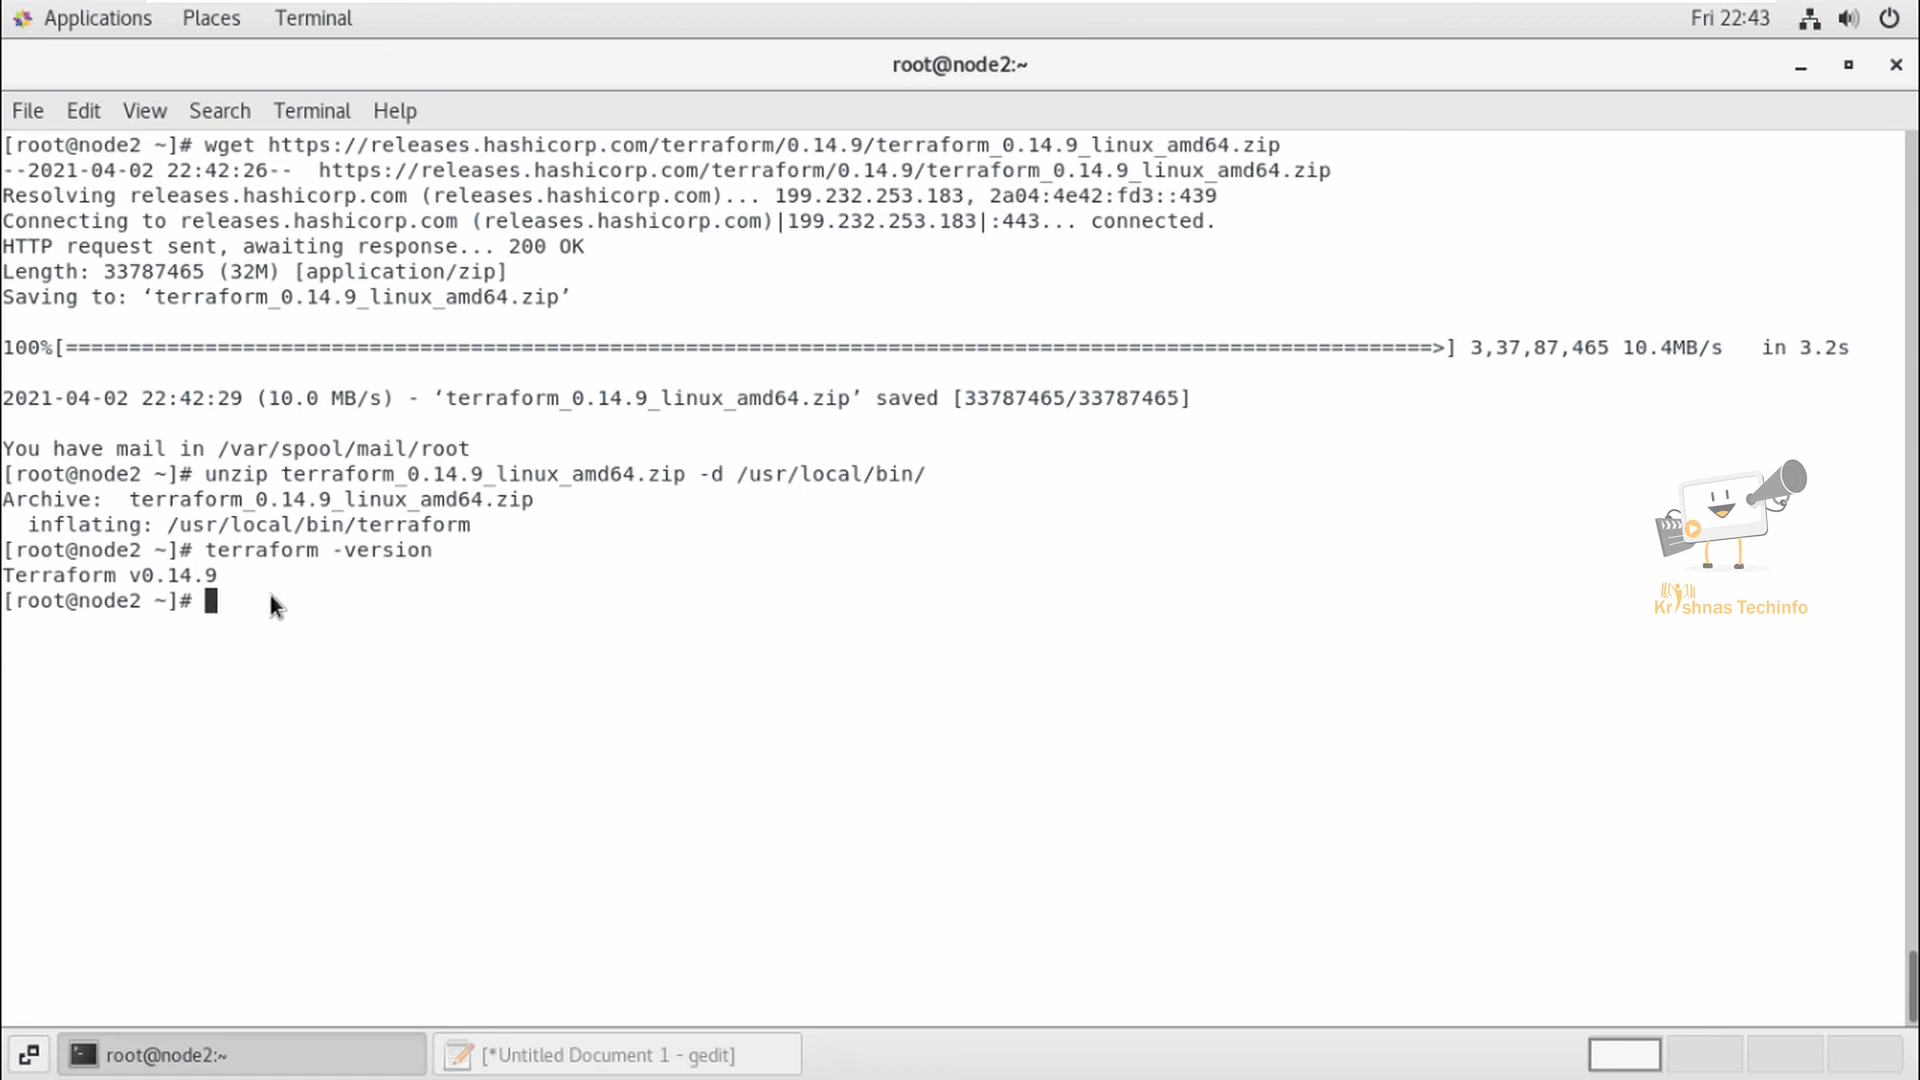 Applications Places Terminal Fri 22:43
root@node2:~
File Edit View Search Terminal Help
[root@node2 ~]# wget https://releases.hashicorp.com/terraform/0.14.9/terraform_0.14.9_linux_amd64.zip
--2021-04-02 22:42:26--  https://releases.hashicorp.com/terraform/0.14.9/terraform_0.14.9_linux_amd64.zip
Resolving releases.hashicorp.com (releases.hashicorp.com)... 199.232.253.183, 2a04:4e42:fd3::439
Connecting to releases.hashicorp.com (releases.hashicorp.com)|199.232.253.183|:443... connected.
HTTP request sent, awaiting response... 200 OK
Length: 33787465 (32M) [application/zip]
Saving to: ‘terraform_0.14.9_linux_amd64.zip’
100%[============================================================================================================>] 3,37,87,465 10.4MB/s   in 3.2s
2021-04-02 22:42:29 (10.0 MB/s) - ‘terraform_0.14.9_linux_amd64.zip’ saved [33787465/33787465]
You have mail in /var/spool/mail/root
[root@node2 ~]# unzip terraform_0.14.9_linux_amd64.zip -d /usr/local/bin/
Archive:  terraform_0.14.9_linux_amd64.zip
  inflating: /usr/local/bin/terraform
[root@node2 ~]# terraform -version
Terraform v0.14.9
[root@node2 ~]#
Krishnas Techinfo
root@node2:~ [*Untitled Document 1 - gedit]